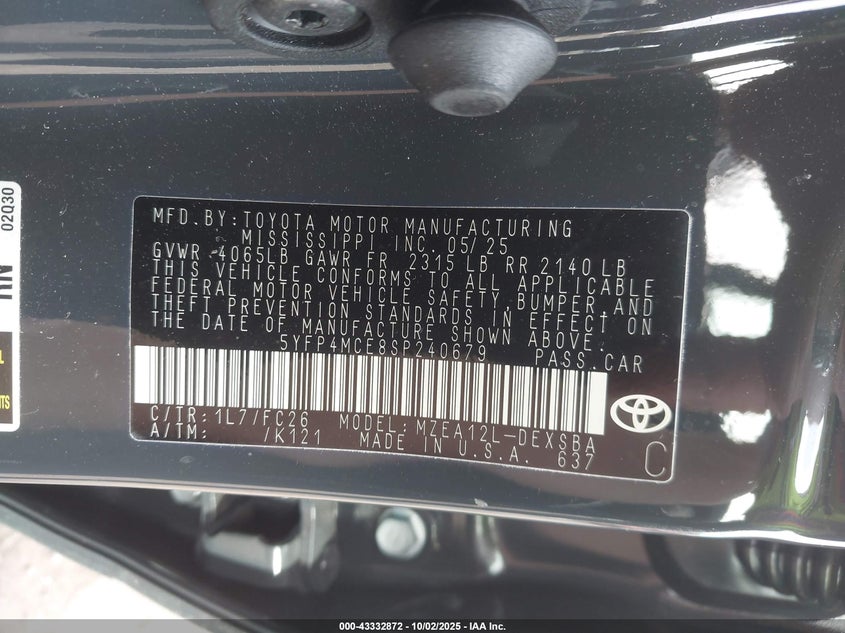 MFD. BY: TOYOTA MOTOR MANUFACTURING
MISSISSIPPI INC. 05/25
GVWR 4065LB GAWR FR 2315 LB RR 2140 LB
THIS VEHICLE CONFORMS TO ALL APPLICABLE
FEDERAL MOTOR VEHICLE SAFETY, BUMPER, AND
THEFT PREVENTION STANDARDS IN EFFECT ON
THE DATE OF MANUFACTURE SHOWN ABOVE.
5YFP4MCE8SP240679 PASS. CAR
C/TR: 1L7/FC26 MODEL: MZEA12L-DEXSBA
A/TM: /K121 MADE IN U.S.A. 637
C
02Q30
000-43332872 - 10/02/2025 - IAA Inc.